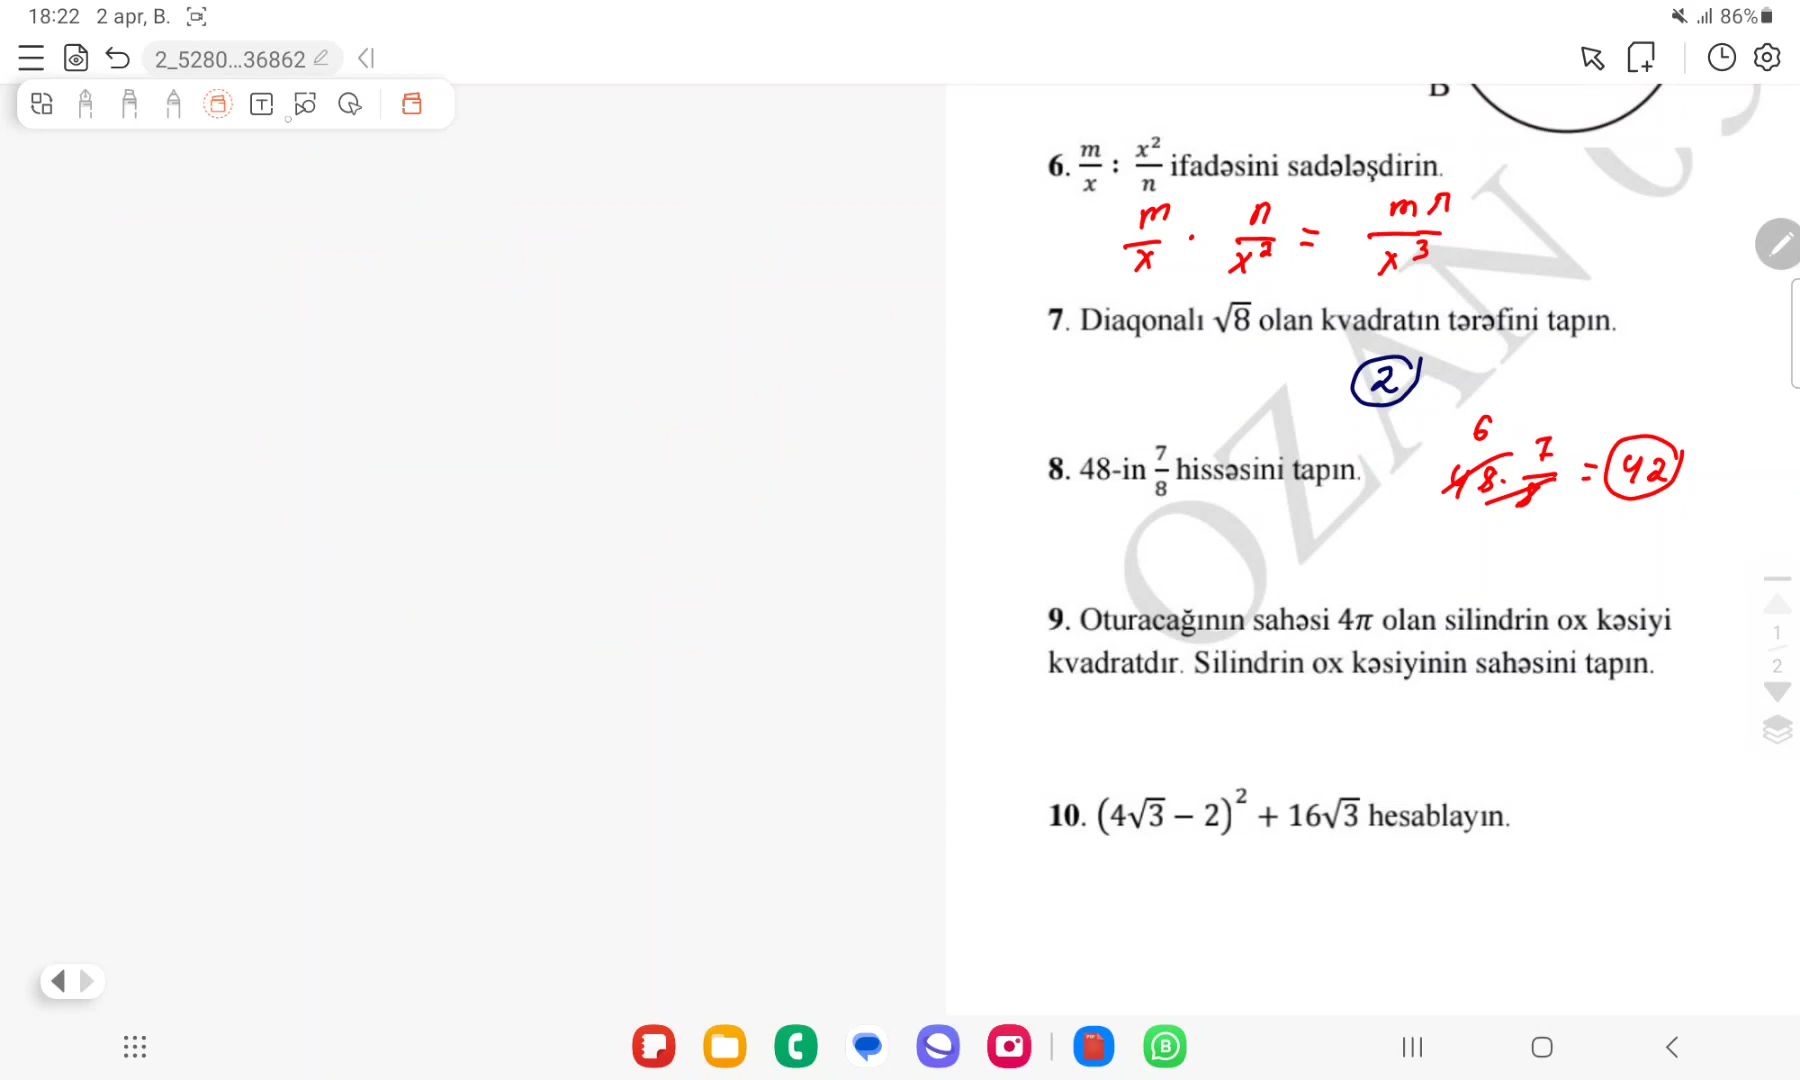 18:22 2 apr, B. 86%
2_5280...36862
B
6. m/x : x²/n ifadəsini sadələşdirin.
m/x · n/x² = mn/x³
7. Diaqonalı √8 olan kvadratın tərəfini tapın.
2
8. 48-in 7/8 hissəsini tapın.
6
48 · 7/8 = 42
9. Oturacağının sahəsi 4π olan silindrin ox kəsiyi
kvadratdır. Silindrin ox kəsiyinin sahəsini tapın.
10. (4√3 − 2)² + 16√3 hesablayın.
1
2
OZAN